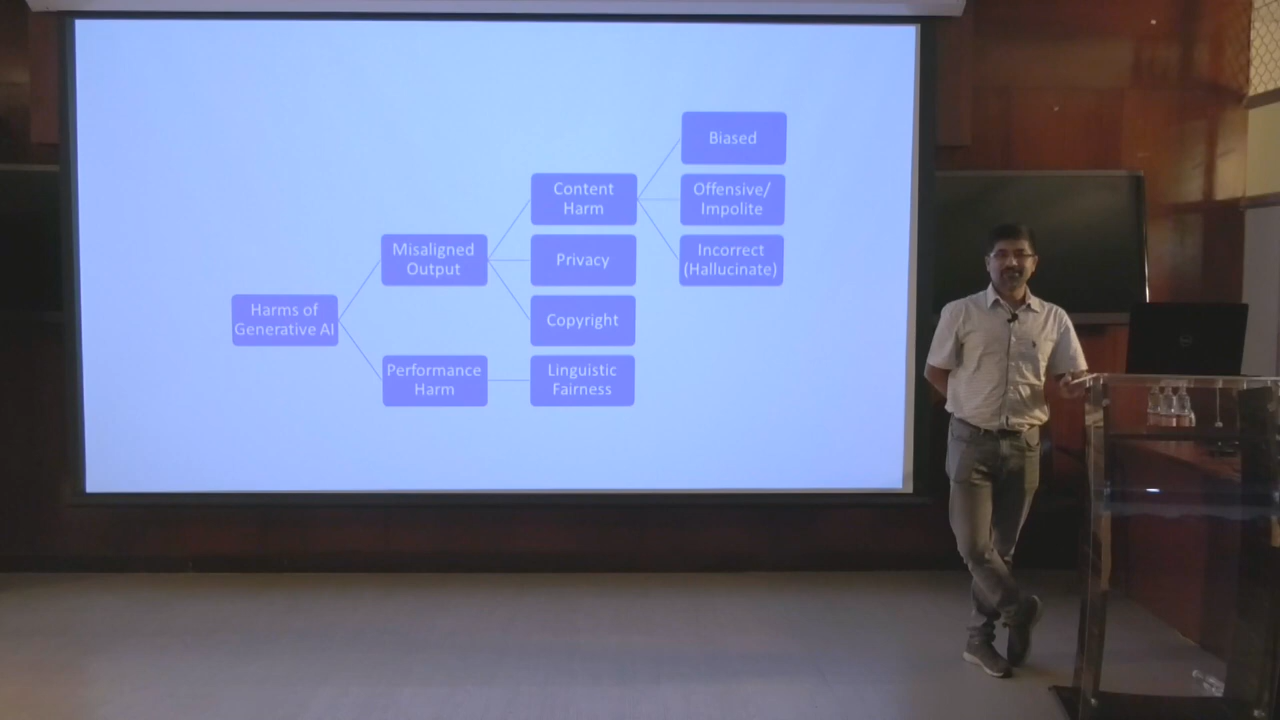 Harms of
Generative AI
Misaligned
Output
Performance
Harm
Content
Harm
Privacy
Copyright
Linguistic
Fairness
Biased
Offensive/
Impolite
Incorrect
(Hallucinate)